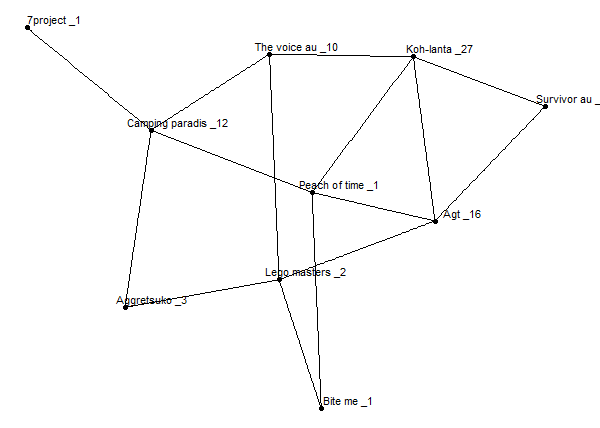 7project _1
The voice au _10
Koh-lanta _27
Survivor au _
Camping paradis _12
Peach of time _1
Agt _16
Lego masters _2
Aggretsuko _3
Bite me _1